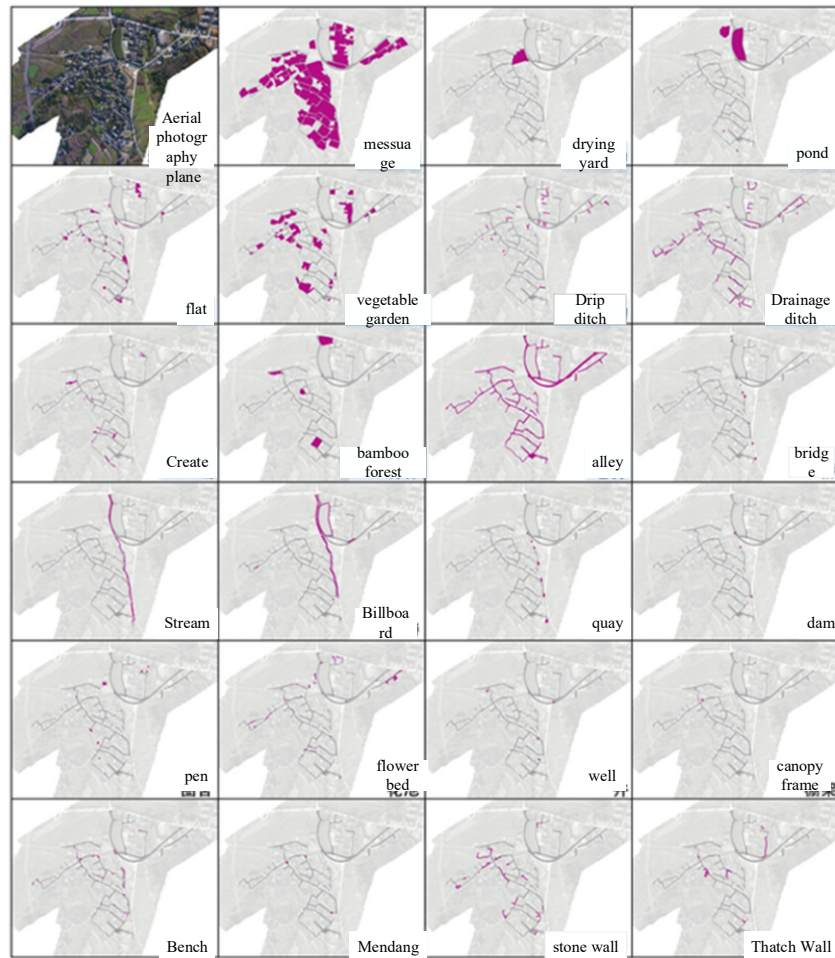 Aerial
photogr
aphy
plane
messua
ge
drying
yard
pond
flat
vegetable
garden
Drip
ditch
Drainage
ditch
Create
bamboo
forest
alley
bridg
e
Stream
Billboa
rd
quay
dam
pen
flower
bed
well
canopy
frame
Bench
Mendang
stone wall
Thatch Wall